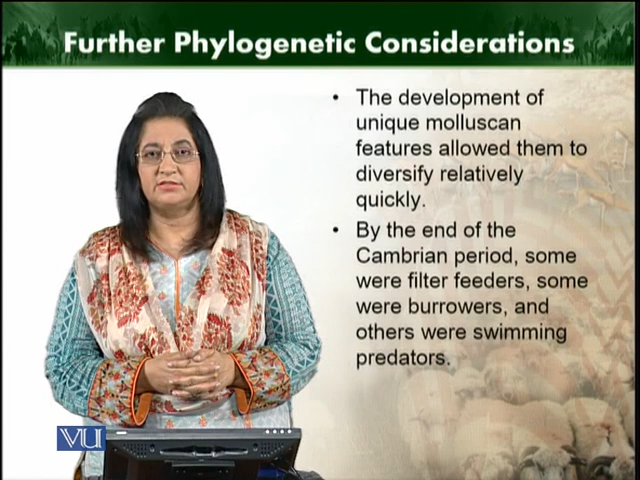 Further Phylogenetic Considerations
• The development of
unique molluscan
features allowed them to
diversify relatively
quickly.
• By the end of the
Cambrian period, some
were filter feeders, some
were burrowers, and
others were swimming
predators.
VU